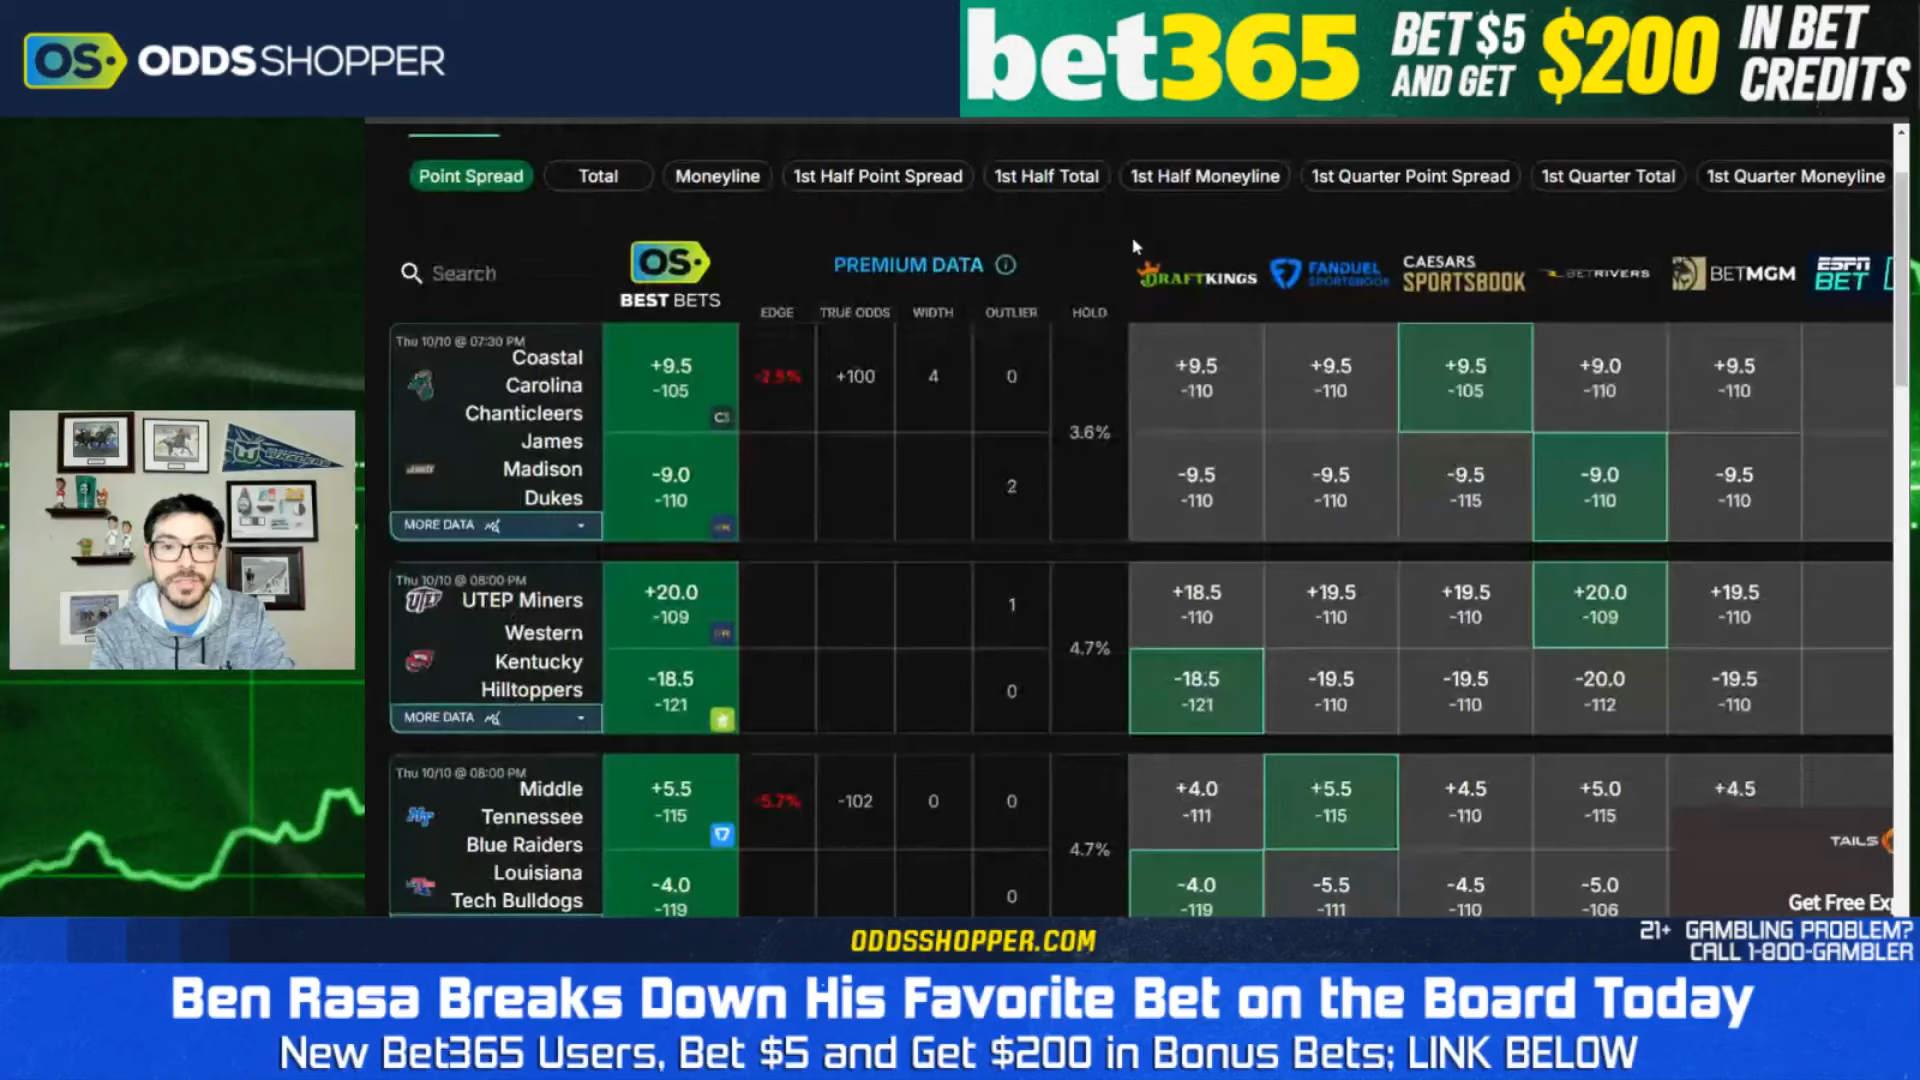 OS ODDSSHOPPER
bet365 BET $5 AND GET $200 IN BET CREDITS
Point Spread Total Moneyline 1st Half Point Spread 1st Half Total 1st Half Moneyline 1st Quarter Point Spread 1st Quarter Total 1st Quarter Moneyline
Search OS BEST BETS PREMIUM DATA DRAFTKINGS FANDUEL SPORTSBOOK CAESARS SPORTSBOOK BETRIVERS BETMGM ESPN BET
EDGE TRUE ODDS WIDTH OUTLIER HOLD
Thu 10/10 @ 07:30 PM
Coastal Carolina Chanticleers
+9.5 -105 -2.5% +100 4 0 +9.5 -110 +9.5 -110 +9.5 -105 +9.0 -110 +9.5 -110
3.6%
James Madison Dukes
-9.0 -110 2 -9.5 -110 -9.5 -110 -9.5 -115 -9.0 -110 -9.5 -110
MORE DATA
Thu 10/10 @ 08:00 PM
UTEP Miners
+20.0 -109 1 +18.5 -110 +19.5 -110 +19.5 -110 +20.0 -109 +19.5 -110
4.7%
Western Kentucky Hilltoppers
-18.5 -121 0 -18.5 -121 -19.5 -110 -19.5 -110 -20.0 -112 -19.5 -110
MORE DATA
Thu 10/10 @ 08:00 PM
Middle Tennessee Blue Raiders
+5.5 -115 -5.7% -102 0 0 +4.0 -111 +5.5 -115 +4.5 -110 +5.0 -115 +4.5
4.7%
Louisiana Tech Bulldogs
-4.0 -119 0 -4.0 -119 -5.5 -111 -4.5 -110 -5.0 -106
TAILS
Get Free Exp
ODDSSHOPPER.COM
21+ GAMBLING PROBLEM?
CALL 1-800-GAMBLER
Ben Rasa Breaks Down His Favorite Bet on the Board Today
New Bet365 Users, Bet $5 and Get $200 in Bonus Bets; LINK BELOW